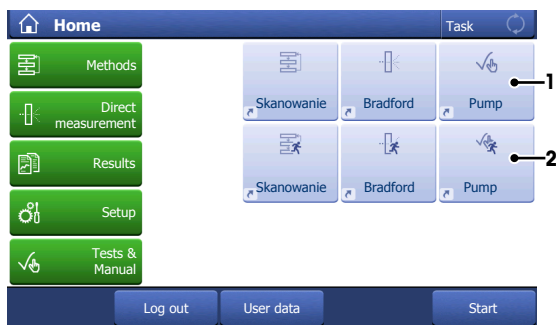 Home
Task
Methods
Direct
measurement
Results
Setup
Tests &
Manual
Skanowanie
Bradford
Pump
1
Skanowanie
Bradford
Pump
2
Log out
User data
Start